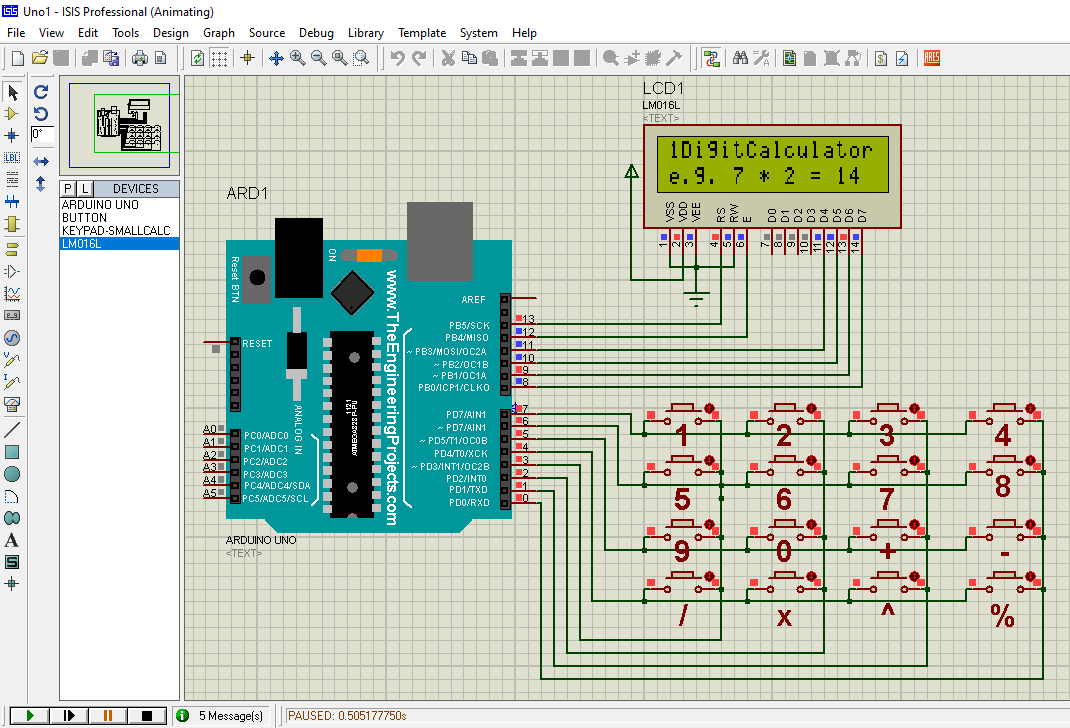 Uno1 - ISIS Professional (Animating)
File View Edit Tools Design Graph Source Debug Library Template System Help
0°
LBL
P L DEVICES
ARDUINO UNO
BUTTON
KEYPAD-SMALLCALC
LM016L
A
S
ARES
LCD1
LM016L
<TEXT>
1DigitCalculator
e.g. 7 * 2 = 14
VSS VDD VEE RS RW E D0 D1 D2 D3 D4 D5 D6 D7
1 2 3 4 5 6 7 8 9 10 11 12 13 14
ARD1
ON
Reset BTN
www.TheEngineeringProjects.com
1121
ANALOG IN
RESET
AREF
PB5/SCK 13
PB4/MISO 12
~ PB3/MOSI/OC2A 11
~ PB2/OC1B 10
~ PB1/OC1A 9
PB0/ICP1/CLKO 8
PD7/AIN1 7
~ PD7/AIN1 6
~ PD5/T1/OC0B 5
PD4/T0/XCK 4
~ PD3/INT1/OC2B 3
PD2/INT0 2
PD1/TXD 1
PD0/RXD 0
A0 PC0/ADC0
A1 PC1/ADC1
A2 PC2/ADC2
A3 PC3/ADC3
A4 PC4/ADC4/SDA
A5 PC5/ADC5/SCL
ARDUINO UNO
<TEXT>
1 2 3 4
5 6 7 8
9 0 + -
/ x ^ %
5 Message(s)
PAUSED: 0.505177750s